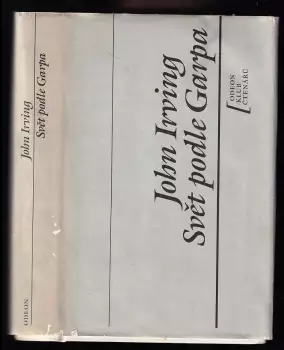 John Irving
Svět podle Garpa
ODEON
John Irving
Svět podle Garpa
ODEON
KLUB
ČTENÁŘŮ